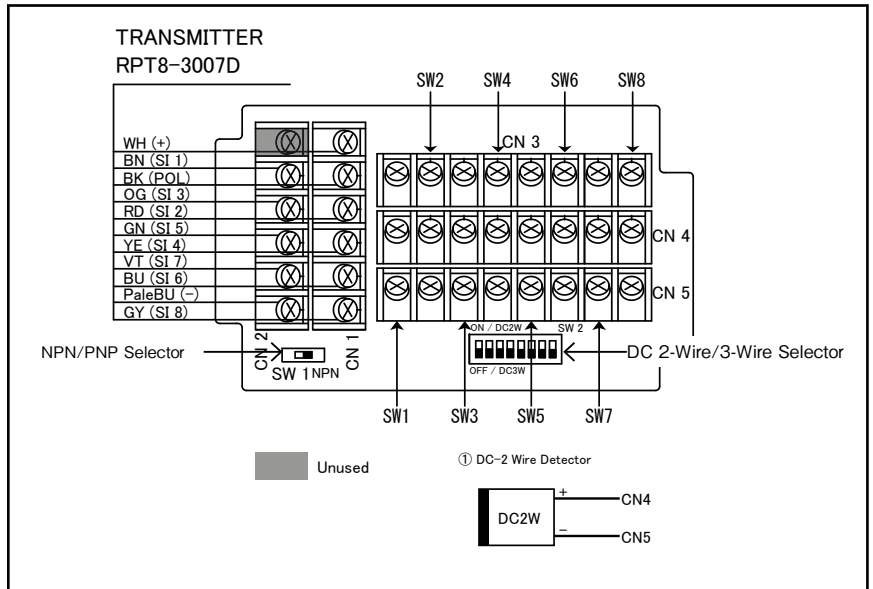 TRANSMITTER
RPT8-3007D
SW2
SW4
SW6
SW8
CN 3
WH (+)
BN (SI 1)
BK (POL)
OG (SI 3)
RD (SI 2)
GN (SI 5)
YE (SI 4)
VT (SI 7)
BU (SI 6)
PaleBU (-)
GY (SI 8)
CN 4
CN 5
NPN/PNP Selector
CN 2
SW 1 NPN
CN 1
ON / DC2W
SW 2
OFF / DC3W
DC 2-Wire/3-Wire Selector
SW1
SW3
SW5
SW7
Unused
① DC-2 Wire Detector
DC2W
+
CN4
-
CN5